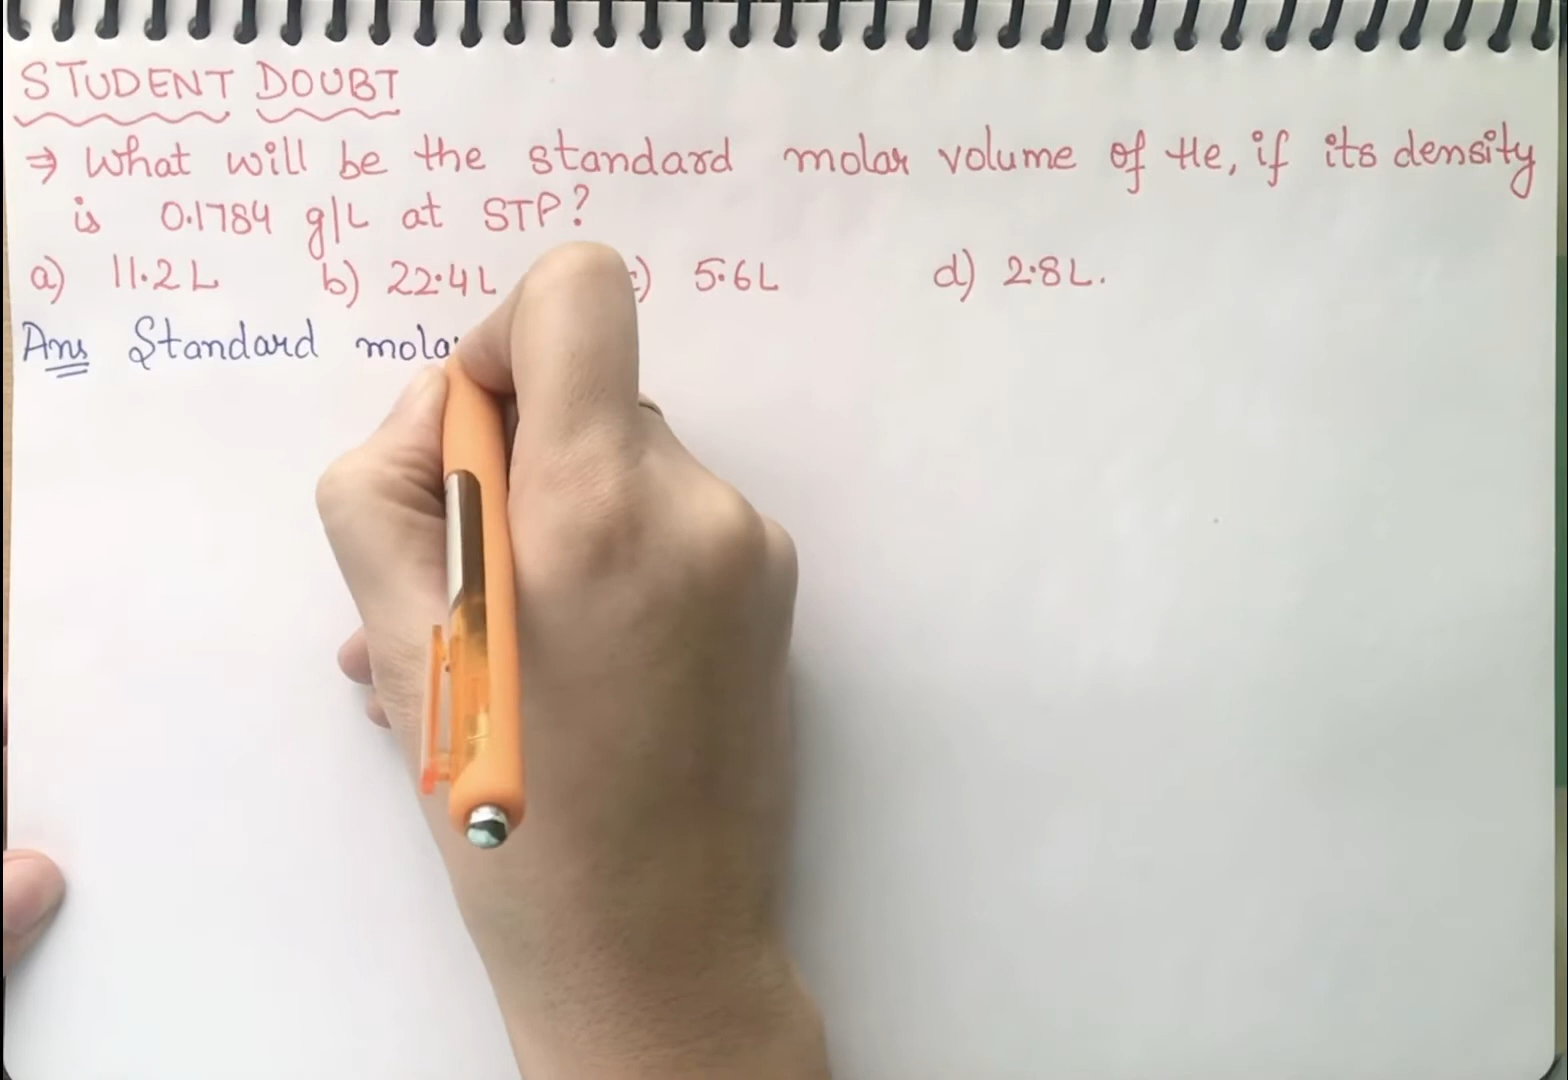 STUDENT DOUBT
⇒ What will be the standard molar volume of He, if its density
is 0.1784 g/L at STP?
a) 11.2 L b) 22.4 L c) 5.6 L d) 2.8 L.
Ans Standard molar